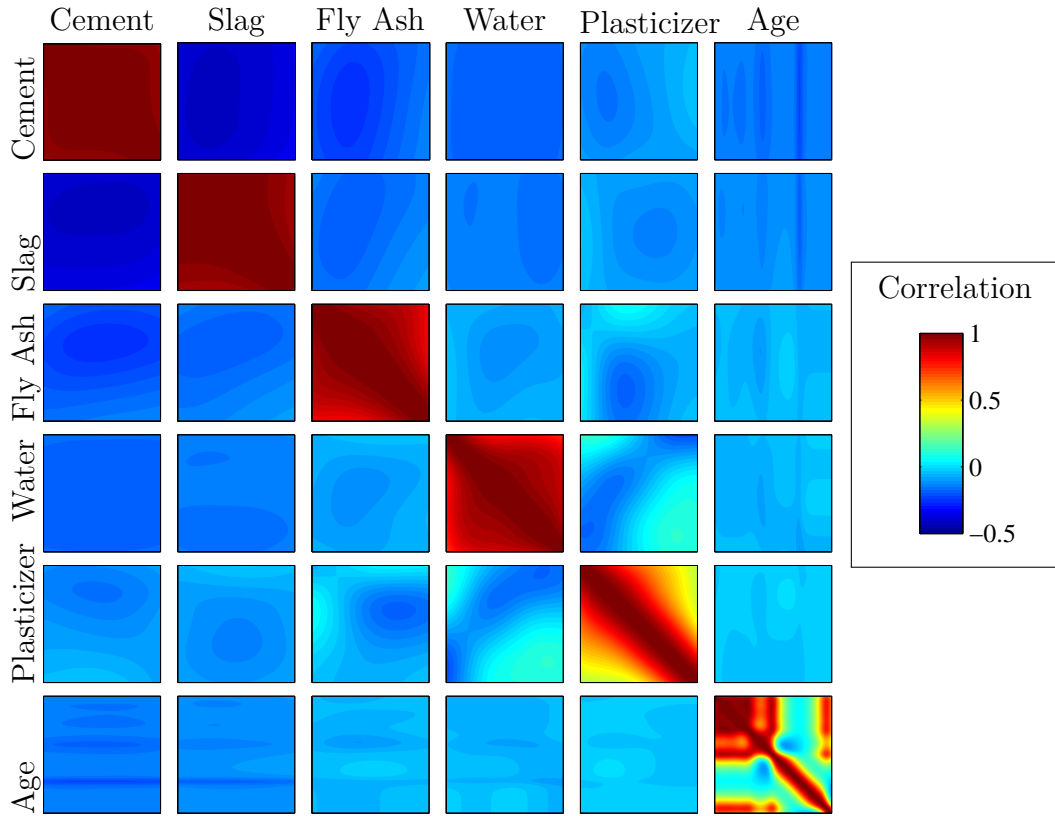 Cement Slag Fly Ash Water Plasticizer Age
Cement
Slag
Fly Ash
Water
Plasticizer
Age
Correlation
1
0.5
0
−0.5